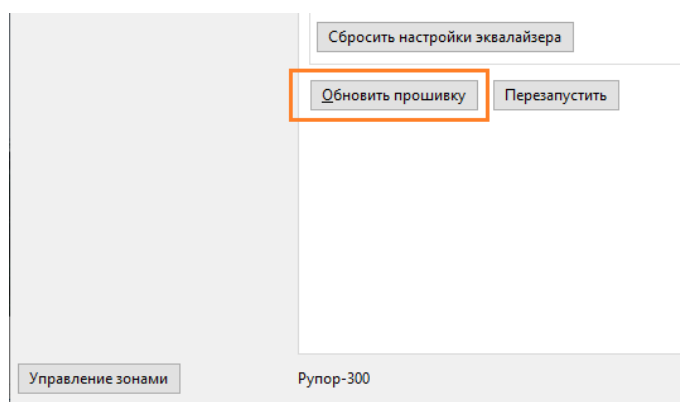 Сбросить настройки эквалайзера
Обновить прошивку Перезапустить
Управление зонами Рупор-300